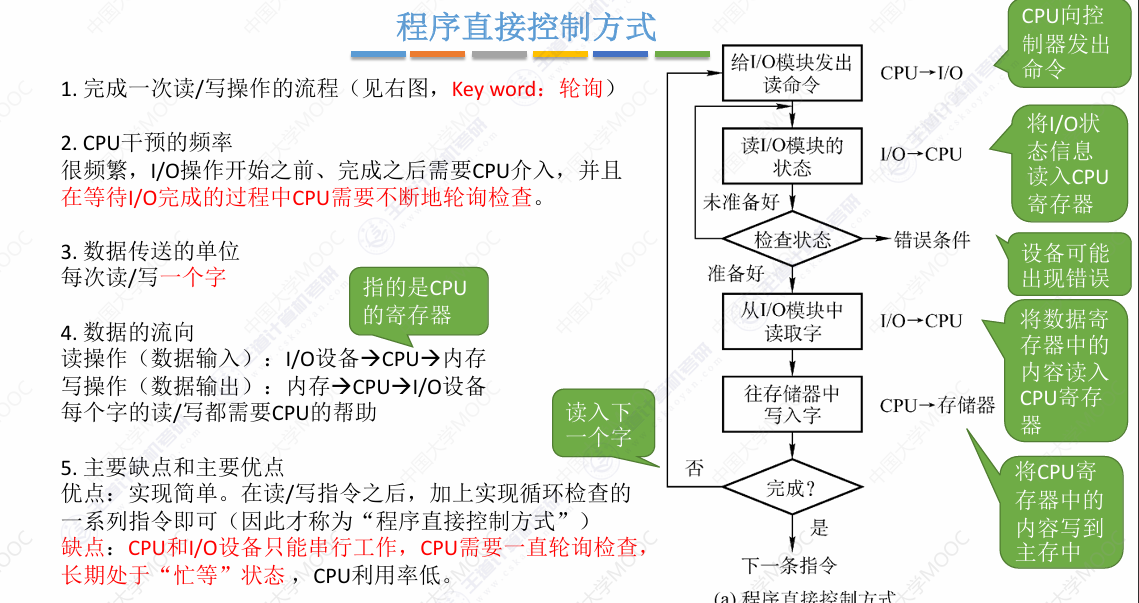 程序直接控制方式
1. 完成一次读/写操作的流程（见右图，Key word：轮询）
2. CPU干预的频率
很频繁，I/O操作开始之前、完成之后需要CPU介入，并且
在等待I/O完成的过程中CPU需要不断地轮询检查。
3. 数据传送的单位
每次读/写一个字
指的是CPU
的寄存器
4. 数据的流向
读操作（数据输入）：I/O设备→CPU→内存
写操作（数据输出）：内存→CPU→I/O设备
每个字的读/写都需要CPU的帮助
5. 主要缺点和主要优点
优点：实现简单。在读/写指令之后，加上实现循环检查的
一系列指令即可（因此才称为“程序直接控制方式”）
缺点：CPU和I/O设备只能串行工作，CPU需要一直轮询检查，
长期处于“忙等”状态 ，CPU利用率低。
给I/O模块发出
读命令
CPU→I/O
CPU向控
制器发出
命令
读I/O模块的
状态
I/O→CPU
将I/O状
态信息
读入CPU
寄存器
未准备好
检查状态
错误条件
设备可能
出现错误
准备好
从I/O模块中
读取字
I/O→CPU
将数据寄
存器中的
内容读入
CPU寄存
器
往存储器中
写入字
CPU→存储器
将CPU寄
存器中的
内容写到
主存中
读入下
一个字
否
完成?
是
下一条指令
(a) 程序直接控制方式
中国大学MOOC
王道计算机考研